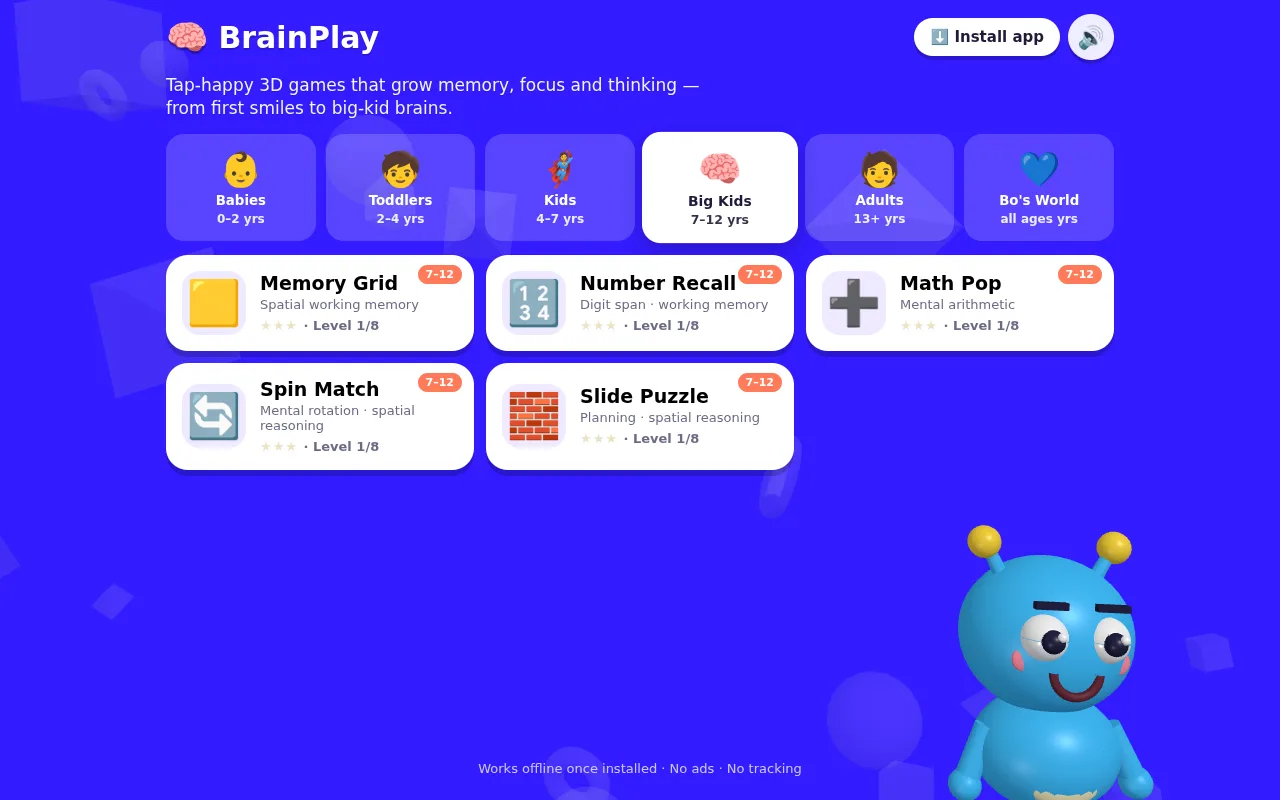 BrainPlay
⬇️ Install app
Tap-happy 3D games that grow memory, focus and thinking —
from first smiles to big-kid brains.
Babies
0–2 yrs
Toddlers
2–4 yrs
Kids
4–7 yrs
Big Kids
7–12 yrs
Adults
13+ yrs
Bo's World
all ages yrs
Memory Grid
7–12
Spatial working memory
★★★ · Level 1/8
Number Recall
7–12
Digit span · working memory
★★★ · Level 1/8
Math Pop
7–12
Mental arithmetic
★★★ · Level 1/8
Spin Match
7–12
Mental rotation · spatial
reasoning
★★★ · Level 1/8
Slide Puzzle
7–12
Planning · spatial reasoning
★★★ · Level 1/8
Works offline once installed · No ads · No tracking